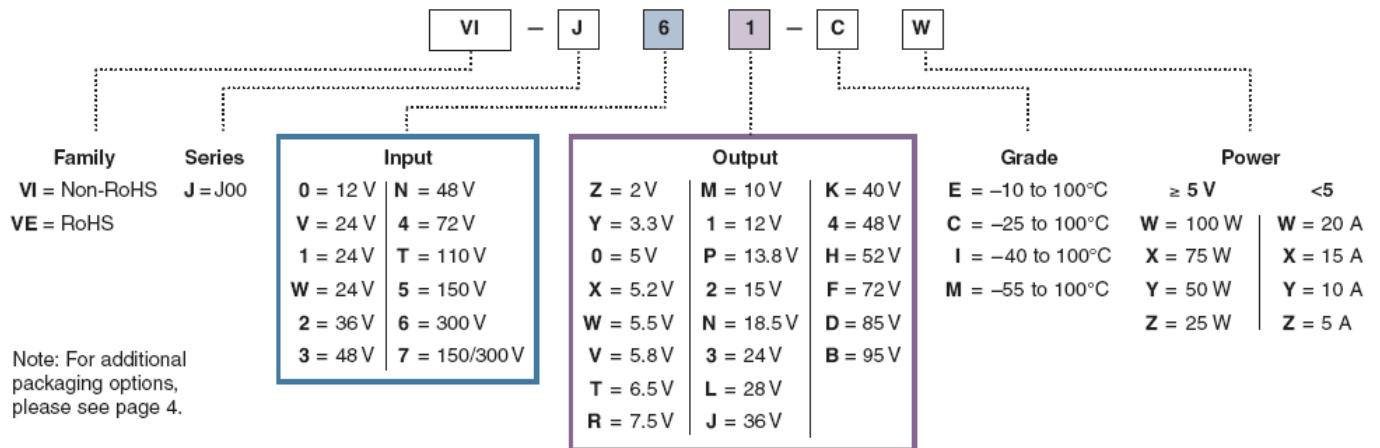 VI – J 6 1 – C W
Family
VI = Non-RoHS
VE = RoHS
Series
J = J00
Input
0 = 12 V N = 48 V
V = 24 V 4 = 72 V
1 = 24 V T = 110 V
W = 24 V 5 = 150 V
2 = 36 V 6 = 300 V
3 = 48 V 7 = 150/300 V
Output
Z = 2 V M = 10 V K = 40 V
Y = 3.3 V 1 = 12 V 4 = 48 V
0 = 5 V P = 13.8 V H = 52 V
X = 5.2 V 2 = 15 V F = 72 V
W = 5.5 V N = 18.5 V D = 85 V
V = 5.8 V 3 = 24 V B = 95 V
T = 6.5 V L = 28 V
R = 7.5 V J = 36 V
Grade
E = –10 to 100°C
C = –25 to 100°C
I = –40 to 100°C
M = –55 to 100°C
Power
≥ 5 V <5
W = 100 W W = 20 A
X = 75 W X = 15 A
Y = 50 W Y = 10 A
Z = 25 W Z = 5 A
Note: For additional
packaging options,
please see page 4.